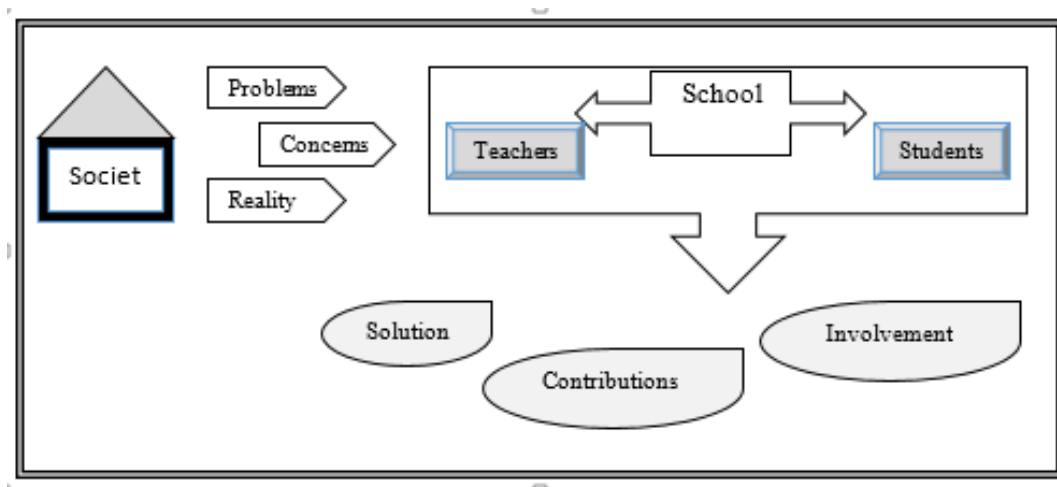 Societ
Problems
Concerns
Reality
School
Teachers
Students
Solution
Contributions
Involvement